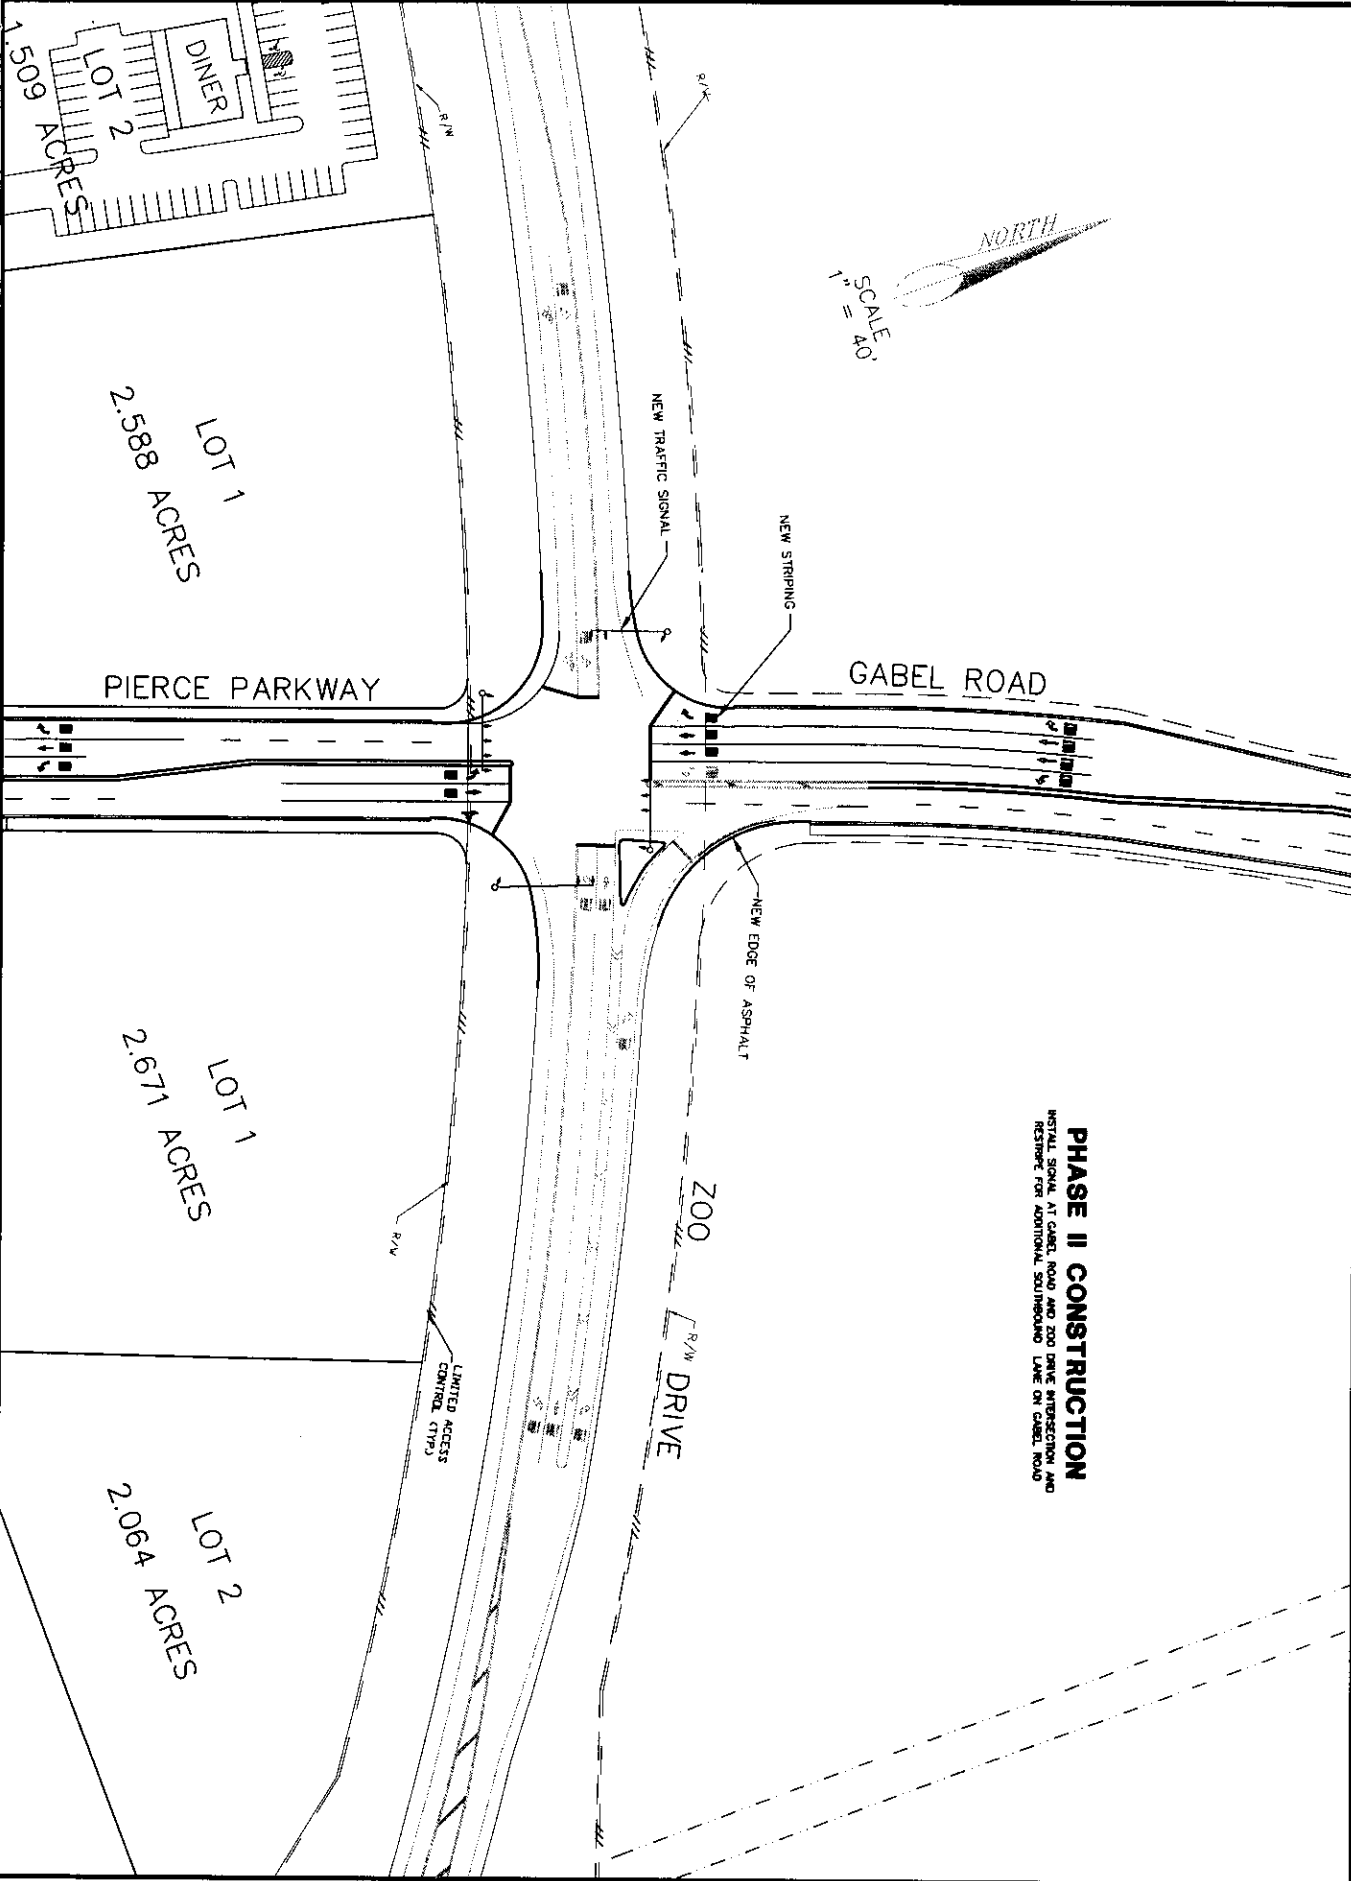 PHASE II CONSTRUCTION
INSTALL SIGNAL AT GABEL ROAD AND ZOO DRIVE INTERSECTION AND
RESTRIPE FOR ADDITIONAL SOUTHBOUND LANE ON GABEL ROAD
NORTH
SCALE
1" = 40'
R/W
R/W
DINER
LOT 2
1.509 ACRES
LOT 1
2.588 ACRES
NEW TRAFFIC SIGNAL
NEW STRIPING
PIERCE PARKWAY
GABEL ROAD
NEW EDGE OF ASPHALT
LOT 1
2.671 ACRES
R/W
ZOO DRIVE
R/W
LIMITED ACCESS
CONTROL (TYP.)
LOT 2
2.064 ACRES